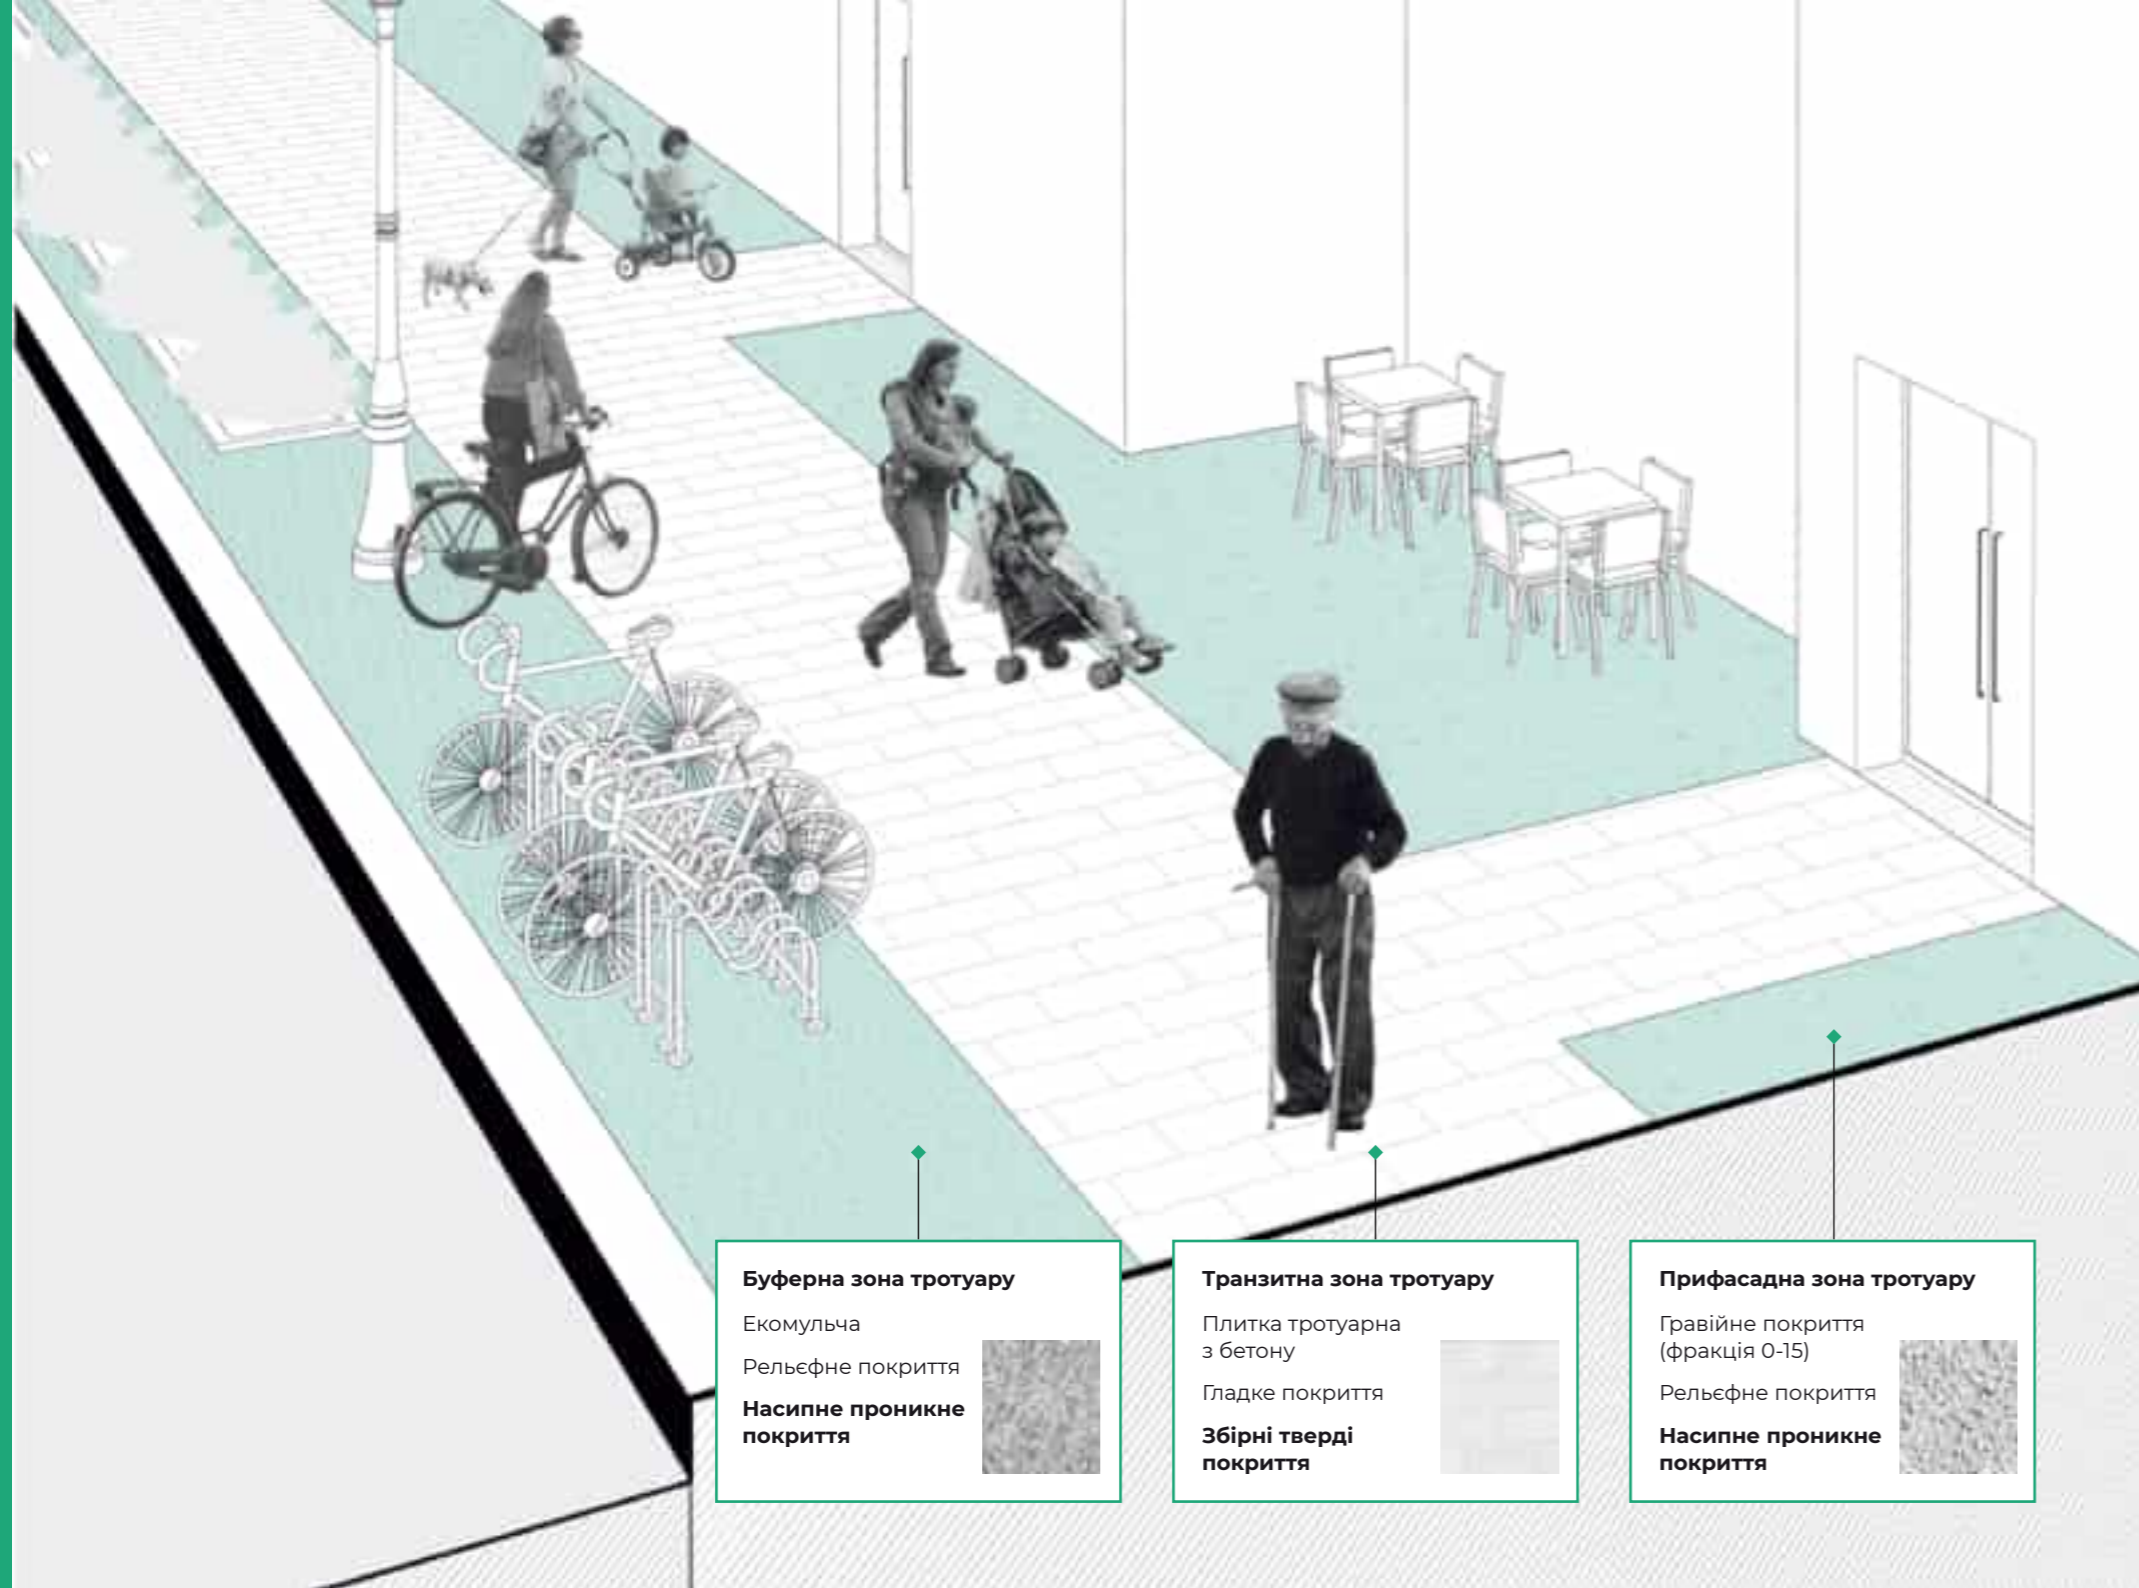 Буферна зона тротуару
Екомульча
Рельєфне покриття
Насипне проникне
покриття
Транзитна зона тротуару
Плитка тротуарна
з бетону
Гладке покриття
Збірні тверді
покриття
Прифасадна зона тротуару
Гравійне покриття
(фракція 0-15)
Рельєфне покриття
Насипне проникне
покриття